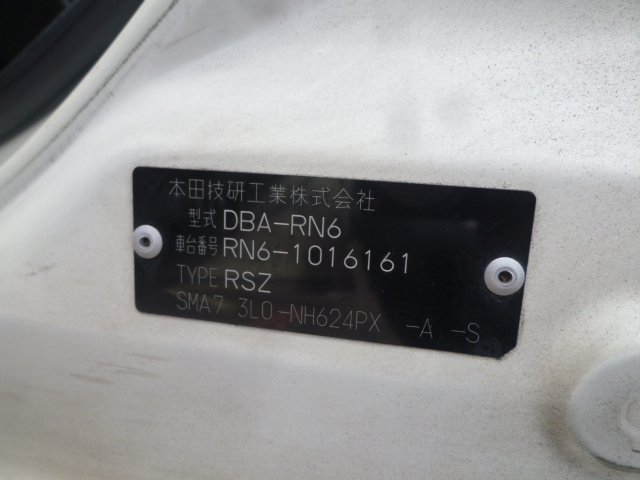 本田技研工業株式会社
型式 DBA-RN6
車台番号 RN6-1016161
TYPE RSZ
SMA7 3L0-NH624PX -A -S